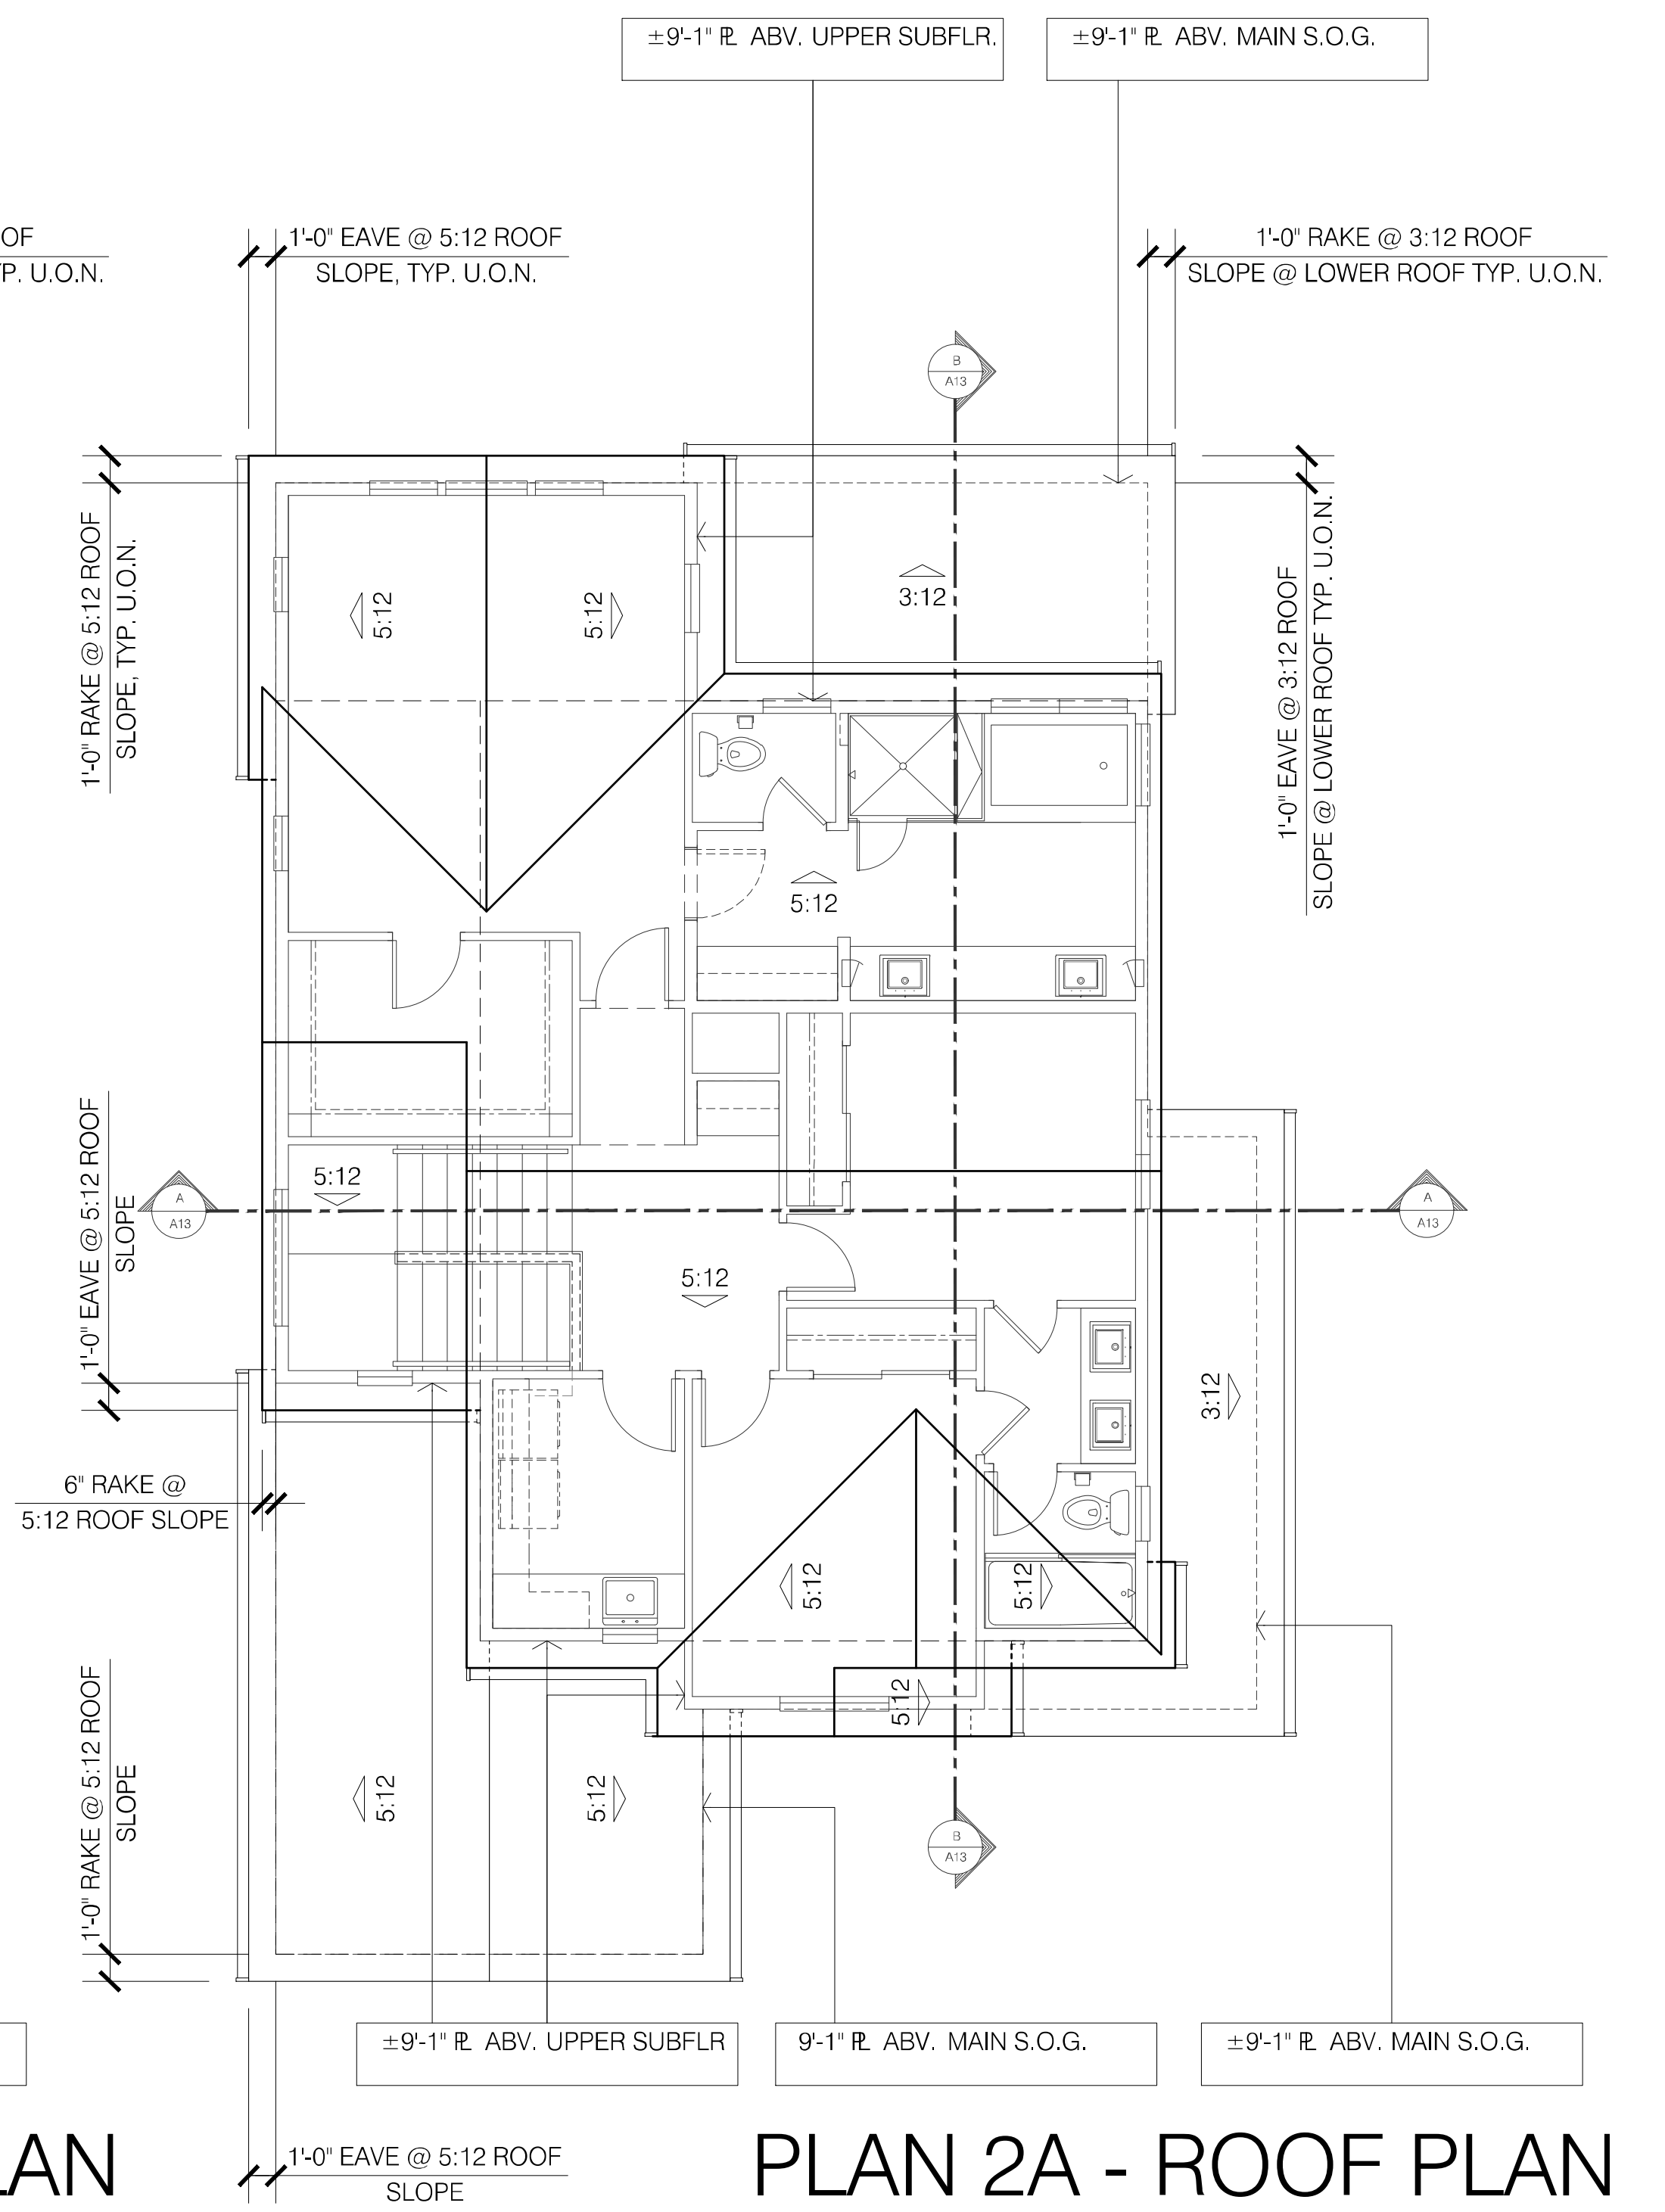 ±9'-1" ⅊ ABV. UPPER SUBFLR.
±9'-1" ⅊ ABV. MAIN S.O.G.
OF
YP. U.O.N.
1'-0" EAVE @ 5:12 ROOF
SLOPE, TYP. U.O.N.
1'-0" RAKE @ 3:12 ROOF
SLOPE @ LOWER ROOF TYP. U.O.N.
B
A13
1'-0" RAKE @ 5:12 ROOF
SLOPE, TYP. U.O.N.
5:12
5:12
3:12
1'-0" EAVE @ 3:12 ROOF
SLOPE @ LOWER ROOF TYP. U.O.N.
5:12
1'-0" EAVE @ 5:12 ROOF
SLOPE
A
A13
5:12
A
A13
5:12
3:12
6" RAKE @
5:12 ROOF SLOPE
5:12
5:12
5:12
1'-0" RAKE @ 5:12 ROOF
SLOPE
5:12
5:12
B
A13
±9'-1" ⅊ ABV. UPPER SUBFLR
9'-1" ⅊ ABV. MAIN S.O.G.
±9'-1" ⅊ ABV. MAIN S.O.G.
LAN
1'-0" EAVE @ 5:12 ROOF
SLOPE
PLAN 2A - ROOF PLAN